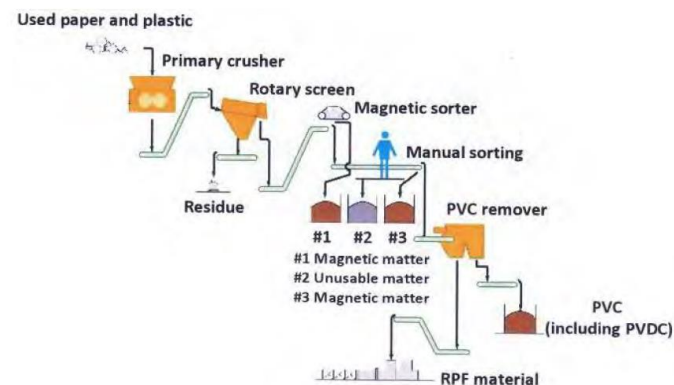 Used paper and plastic
Primary crusher
Rotary screen
Magnetic sorter
Manual sorting
Residue
PVC remover
#1 #2 #3
#1 Magnetic matter
#2 Unusable matter
#3 Magnetic matter
PVC
(including PVDC)
RPF material